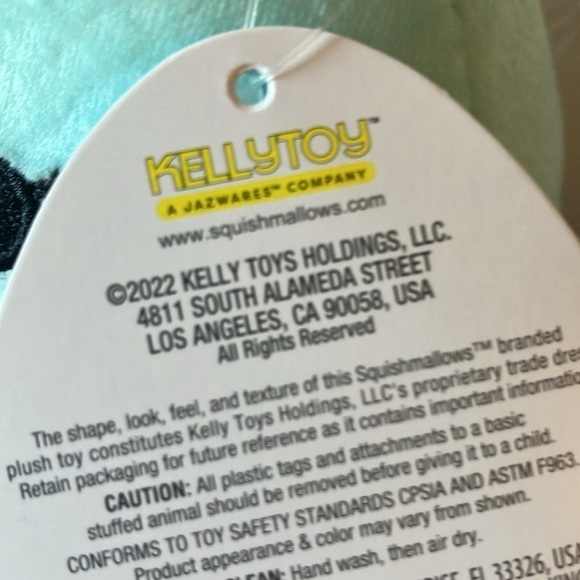 KELLYTOY™
A JAZWARES™ COMPANY
www.squishmallows.com
©2022 KELLY TOYS HOLDINGS, LLC.
4811 SOUTH ALAMEDA STREET
LOS ANGELES, CA 90058, USA
All Rights Reserved
The shape, look, feel, and texture of this Squishmallows™ branded
plush toy constitutes Kelly Toys Holdings, LLC's proprietary trade
Retain packaging for future reference as it contains important
CAUTION: All plastic tags and attachments to a basic
stuffed animal should be removed before giving it to a child.
CONFORMS TO TOY SAFETY STANDARDS CPSIA AND ASTM F963.
Product appearance & color may vary from shown.
Hand wash, then air dry.
FL 33326, USA